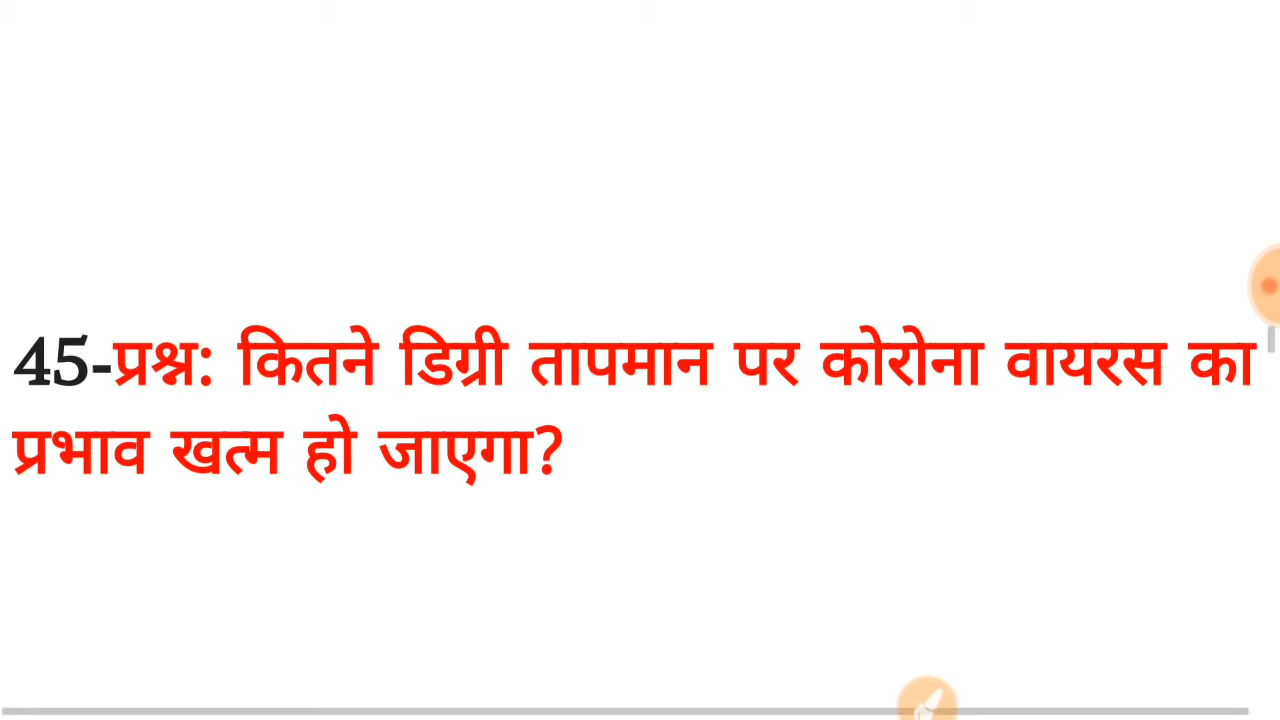 45-प्रश्न: कितने डिग्री तापमान पर कोरोना वायरस का
प्रभाव खत्म हो जाएगा?